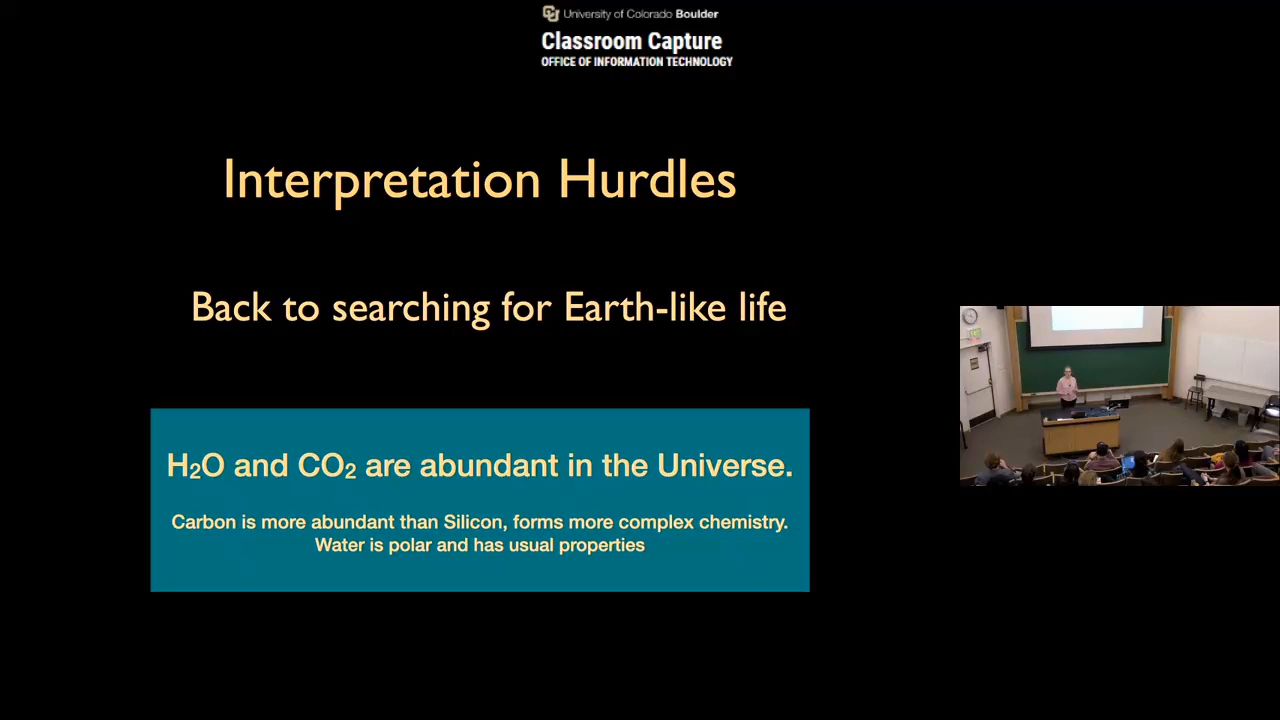 University of Colorado Boulder
Classroom Capture
OFFICE OF INFORMATION TECHNOLOGY
Interpretation Hurdles
Back to searching for Earth-like life
H₂O and CO₂ are abundant in the Universe.
Carbon is more abundant than Silicon, forms more complex chemistry.
Water is polar and has usual properties